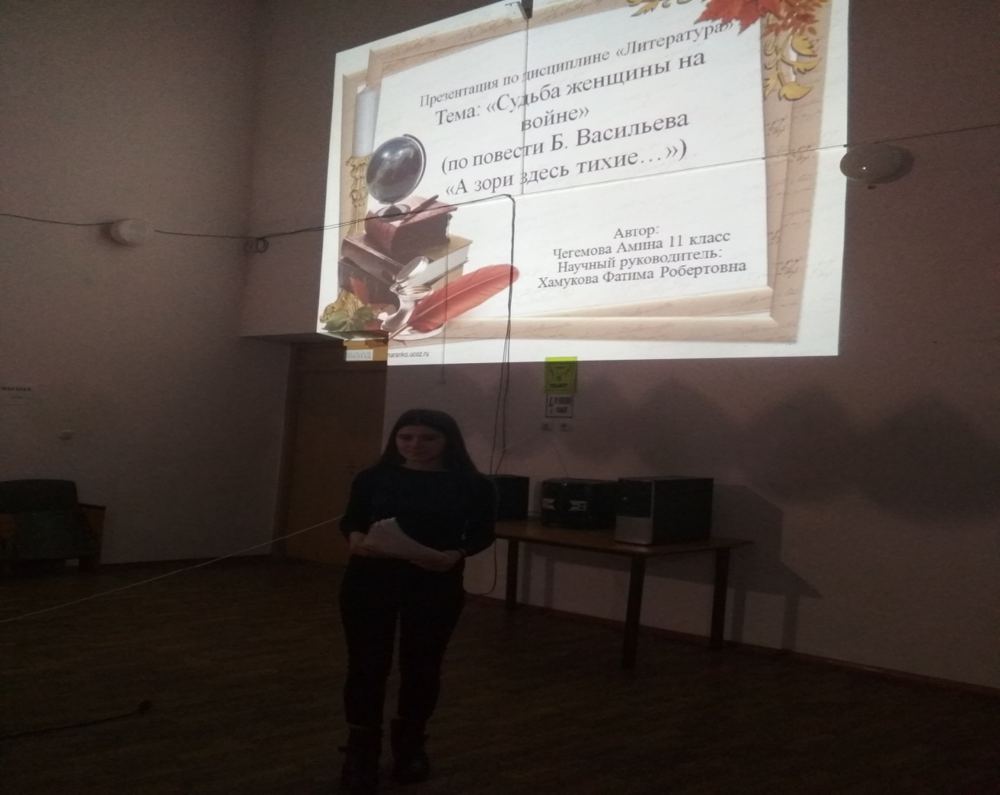 Презентация по дисциплине «Литература»
Тема: «Судьба женщины на
войне»
(по повести Б. Васильева
«А зори здесь тихие…»)
Автор:
Чегемова Амина 11 класс
Научный руководитель:
Хамукова Фатима Робертовна
ВЫХОД
naranko.ucoz.ru